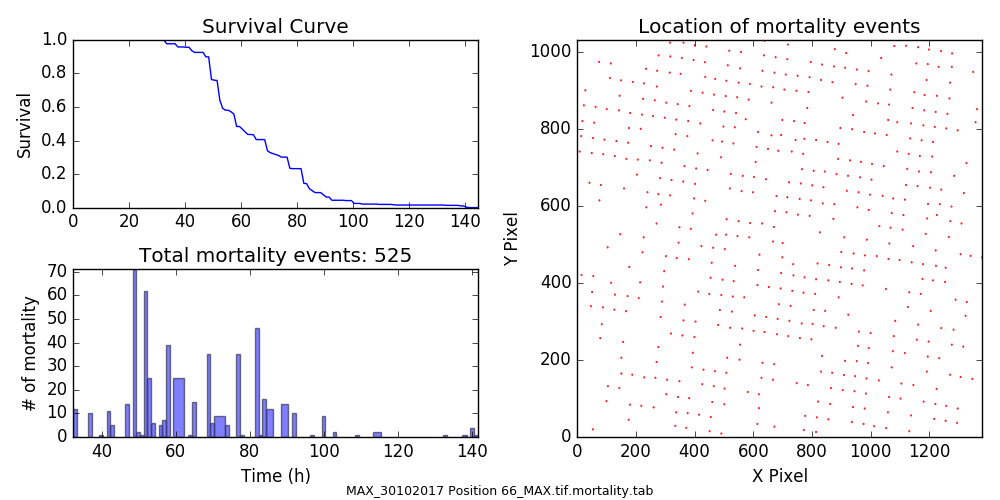 Survival Curve
1.0
0.8
0.6
0.4
0.2
0.0
Survival
0 20 40 60 80 100 120 140
Total mortality events: 525
70
60
50
40
30
20
10
0
# of mortality
40 60 80 100 120 140
Time (h)
Location of mortality events
1000
800
600
400
200
0
Y Pixel
0 200 400 600 800 1000 1200
X Pixel
MAX_30102017 Position 66_MAX.tif.mortality.tab